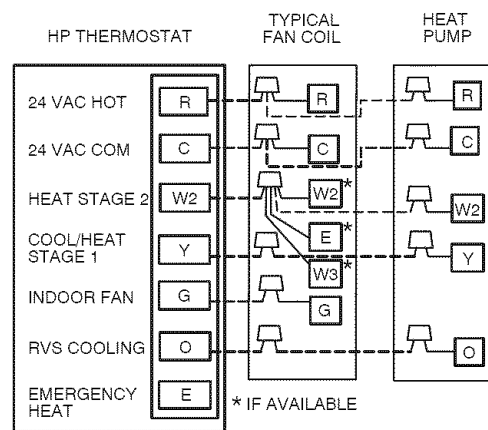 HP THERMOSTAT
TYPICAL
FAN COIL
HEAT
PUMP
24 VAC HOT R R R
24 VAC COM C C C
HEAT STAGE 2 W2 W2* W2
E*
COOL/HEAT
STAGE 1 Y Y
W3*
INDOOR FAN G G
RVS COOLING O O
EMERGENCY
HEAT E
* IF AVAILABLE